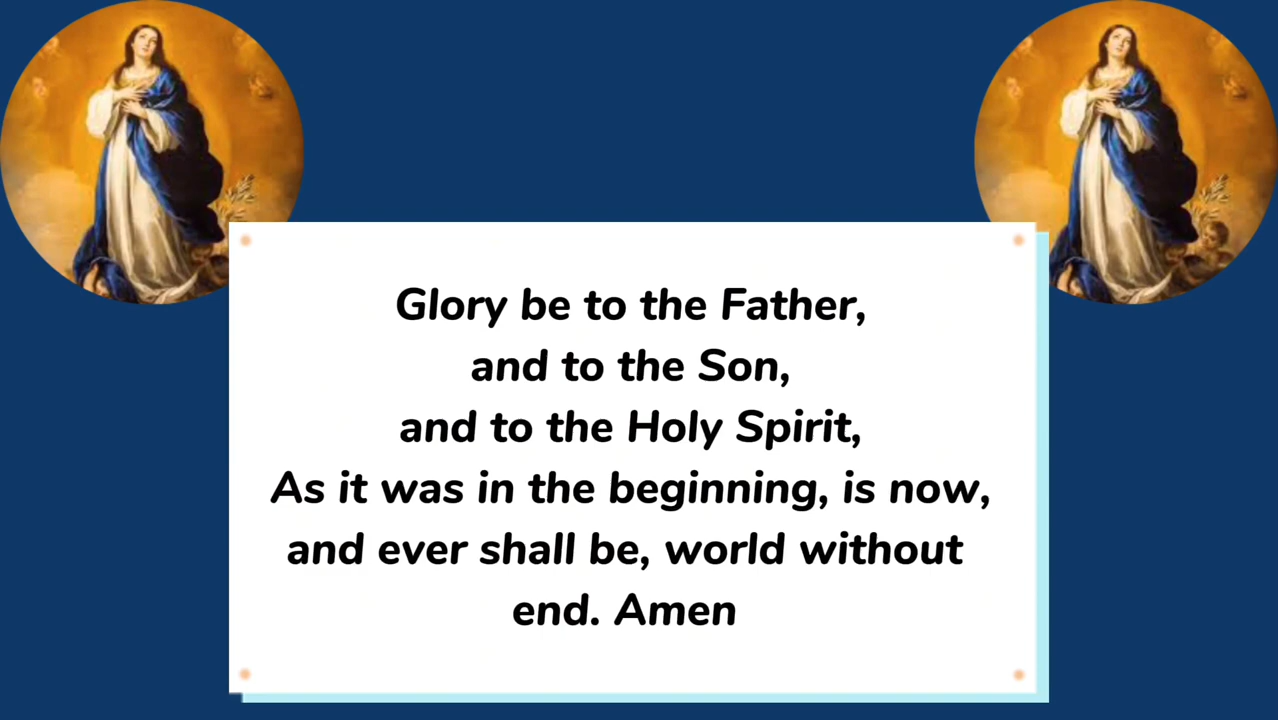 Glory be to the Father,
and to the Son,
and to the Holy Spirit,
As it was in the beginning, is now,
and ever shall be, world without
end. Amen